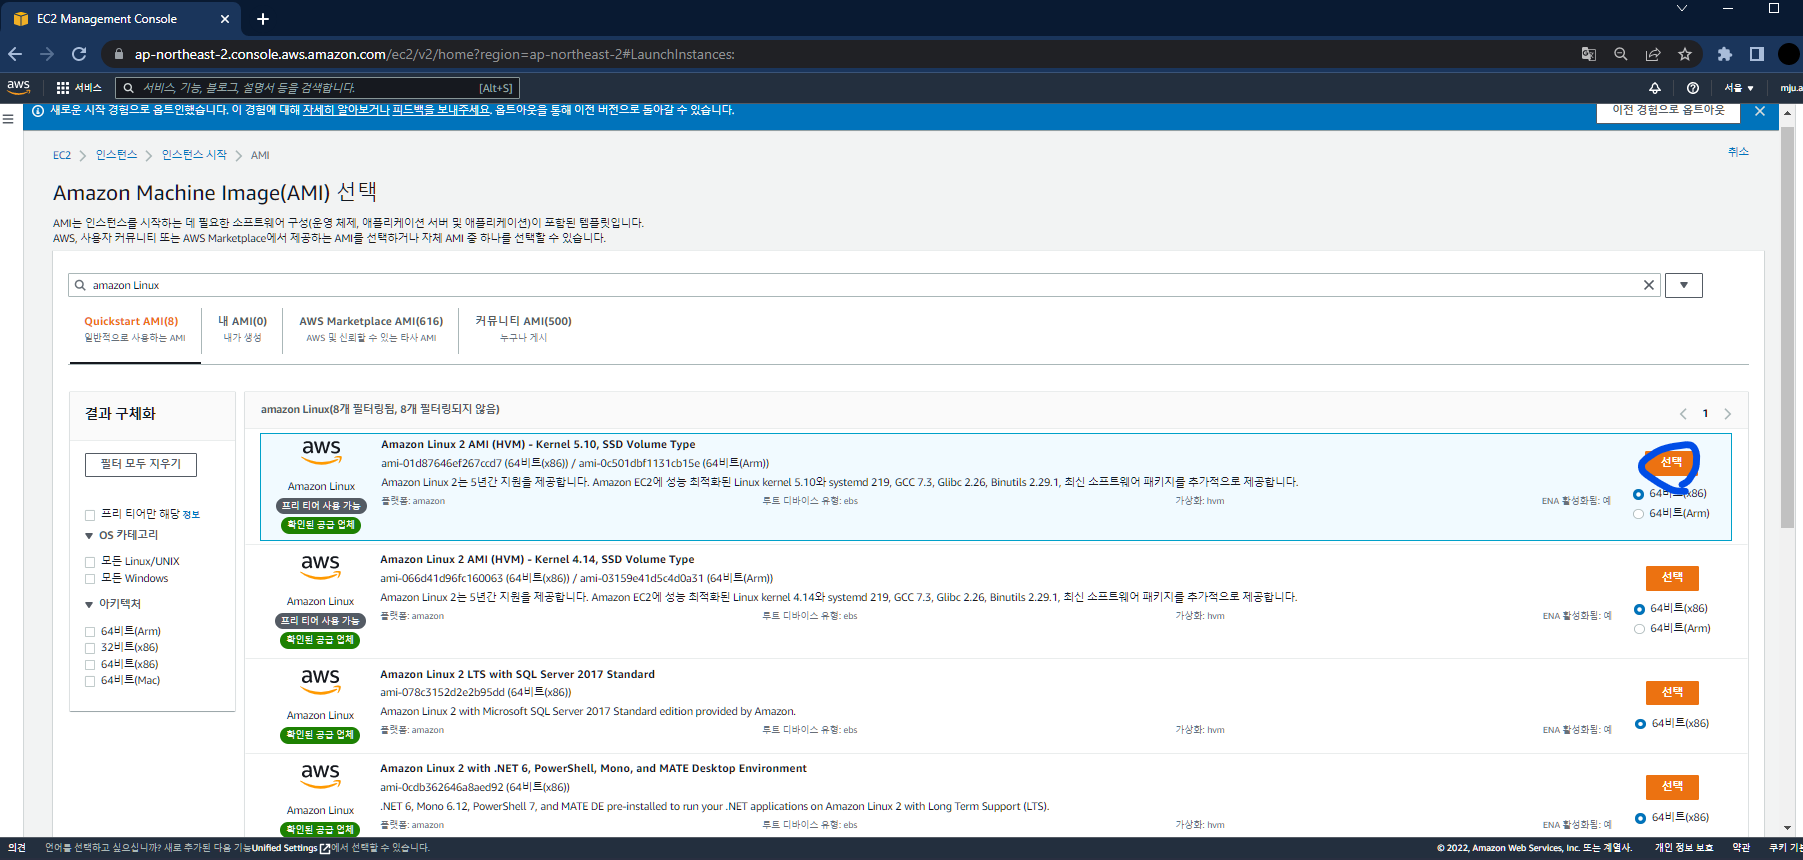 EC2 Management Console
ap-northeast-2.console.aws.amazon.com/ec2/v2/home?region=ap-northeast-2#LaunchInstances:
aws 서비스 서비스, 기능, 블로그, 설명서 등을 검색합니다. [Alt+S] 서울 mju.a
새로운 시작 경험으로 옵트인했습니다. 이 경험에 대해 자세히 알아보거나 피드백을 보내주세요. 옵트아웃을 통해 이전 버전으로 돌아갈 수 있습니다. 이전 경험으로 옵트아웃
EC2 인스턴스 인스턴스 시작 AMI 취소
Amazon Machine Image(AMI) 선택
AMI는 인스턴스를 시작하는 데 필요한 소프트웨어 구성(운영 체제, 애플리케이션 서버 및 애플리케이션)이 포함된 템플릿입니다.
AWS, 사용자 커뮤니티 또는 AWS Marketplace에서 제공하는 AMI를 선택하거나 자체 AMI 중 하나를 선택할 수 있습니다.
amazon Linux
Quickstart AMI(8) 내 AMI(0) AWS Marketplace AMI(616) 커뮤니티 AMI(500)
일반적으로 사용하는 AMI 내가 생성 AWS 및 신뢰할 수 있는 타사 AMI 누구나 게시
결과 구체화
필터 모두 지우기
프리 티어만 해당 정보
OS 카테고리
모든 Linux/UNIX
모든 Windows
아키텍처
64비트(Arm)
32비트(x86)
64비트(x86)
64비트(Mac)
amazon Linux(8개 필터링됨, 8개 필터링되지 않음) 1
aws
Amazon Linux
프리 티어 사용 가능
확인된 공급 업체
Amazon Linux 2 AMI (HVM) - Kernel 5.10, SSD Volume Type
ami-01d87646ef267ccd7 (64비트(x86)) / ami-0c501dbf1131cb15e (64비트(Arm))
Amazon Linux 2는 5년간 지원을 제공합니다. Amazon EC2에 성능 최적화된 Linux kernel 5.10와 systemd 219, GCC 7.3, Glibc 2.26, Binutils 2.29.1, 최신 소프트웨어 패키지를 추가적으로 제공합니다.
플랫폼: amazon 루트 디바이스 유형: ebs 가상화: hvm ENA 활성화됨: 예
선택
64비트(x86)
64비트(Arm)
aws
Amazon Linux
프리 티어 사용 가능
확인된 공급 업체
Amazon Linux 2 AMI (HVM) - Kernel 4.14, SSD Volume Type
ami-066d41d96fc160063 (64비트(x86)) / ami-03159e41d5c4d0a31 (64비트(Arm))
Amazon Linux 2는 5년간 지원을 제공합니다. Amazon EC2에 성능 최적화된 Linux kernel 4.14와 systemd 219, GCC 7.3, Glibc 2.26, Binutils 2.29.1, 최신 소프트웨어 패키지를 추가적으로 제공합니다.
플랫폼: amazon 루트 디바이스 유형: ebs 가상화: hvm ENA 활성화됨: 예
선택
64비트(x86)
64비트(Arm)
aws
Amazon Linux
확인된 공급 업체
Amazon Linux 2 LTS with SQL Server 2017 Standard
ami-078c3152d2e2b95dd (64비트(x86))
Amazon Linux 2 with Microsoft SQL Server 2017 Standard edition provided by Amazon.
플랫폼: amazon 루트 디바이스 유형: ebs 가상화: hvm ENA 활성화됨: 예
선택
64비트(x86)
aws
Amazon Linux
확인된 공급 업체
Amazon Linux 2 with .NET 6, PowerShell, Mono, and MATE Desktop Environment
ami-0cdb362646a8aed92 (64비트(x86))
.NET 6, Mono 6.12, PowerShell 7, and MATE DE pre-installed to run your .NET applications on Amazon Linux 2 with Long Term Support (LTS).
플랫폼: amazon 루트 디바이스 유형: ebs 가상화: hvm ENA 활성화됨: 예
선택
64비트(x86)
의견 언어를 선택하고 싶으십니까? 새로 추가된 다음 기능Unified Settings에서 선택할 수 있습니다. © 2022, Amazon Web Services, Inc. 또는 계열사. 개인 정보 보호 약관 쿠키 기본